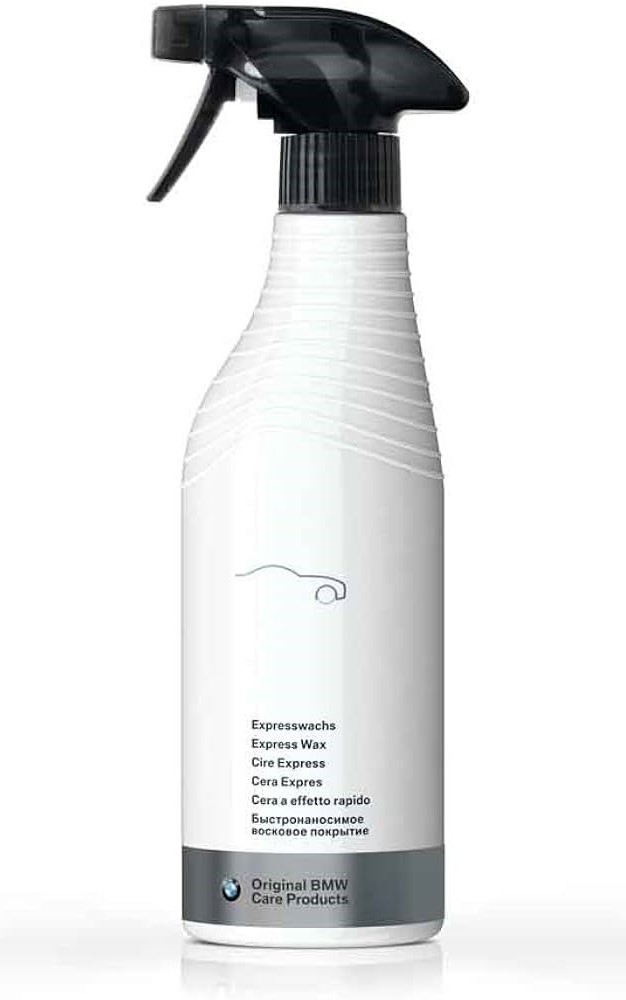 Expresswachs
Express Wax
Cire Express
Cera Expres
Cera a effetto rapido
Быстронаносимое
восковое покрытие
Original BMW
Care Products